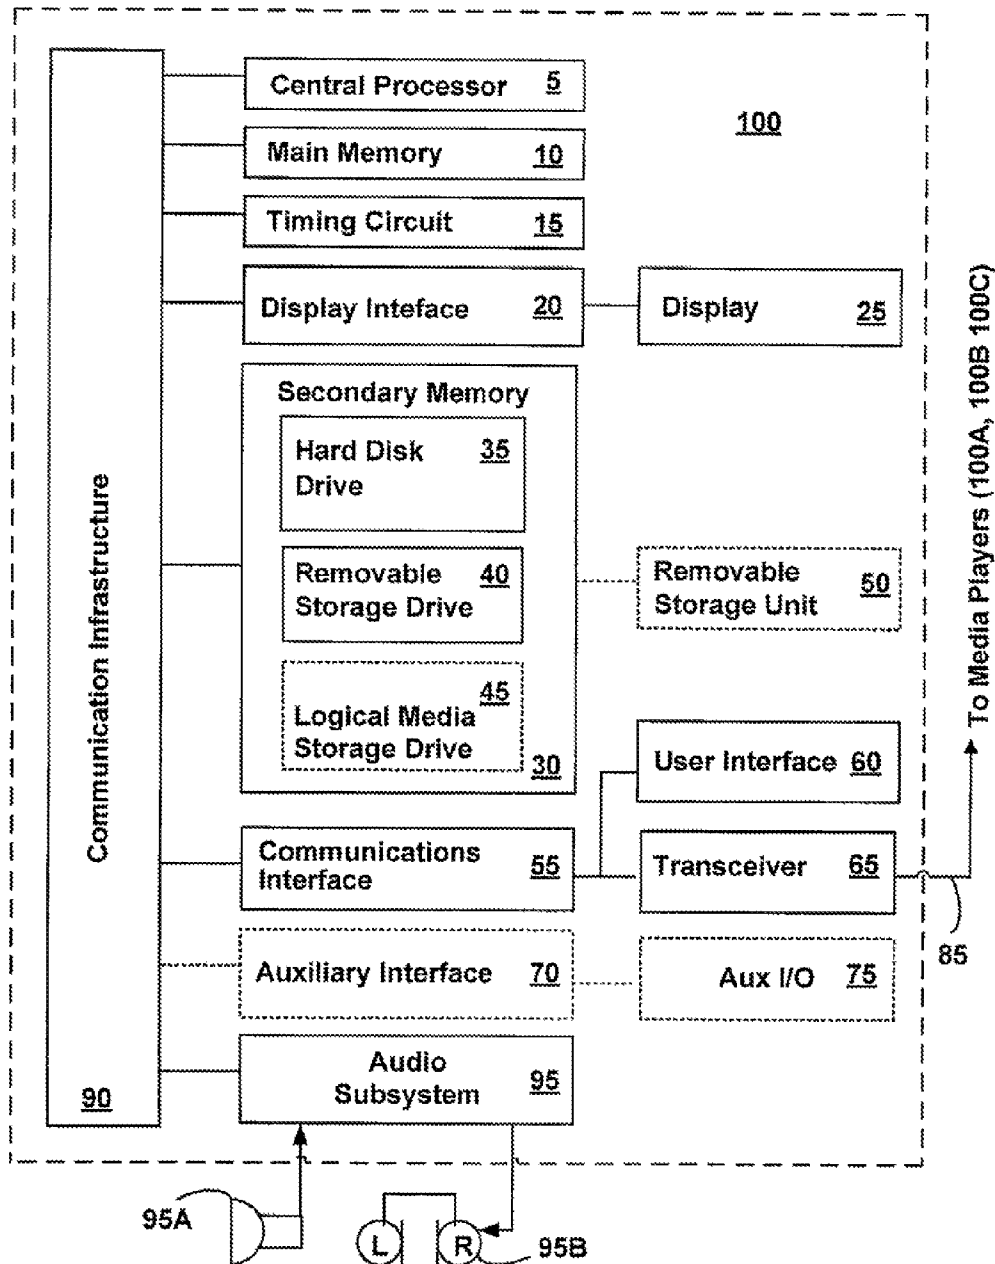 Central Processor 5
100
Main Memory 10
Timing Circuit 15
Display Inteface 20
Display 25
Secondary Memory
Hard Disk 35
Drive
Removable 40
Storage Drive
45
Logical Media
Storage Drive
30
Removable 50
Storage Unit
User Interface 60
Communications
Interface 55
Transceiver 65
85
Auxiliary Interface 70
Aux I/O 75
Audio
Subsystem 95
Communication Infrastructure
90
To Media Players (100A, 100B 100C)
95A
L
R
95B